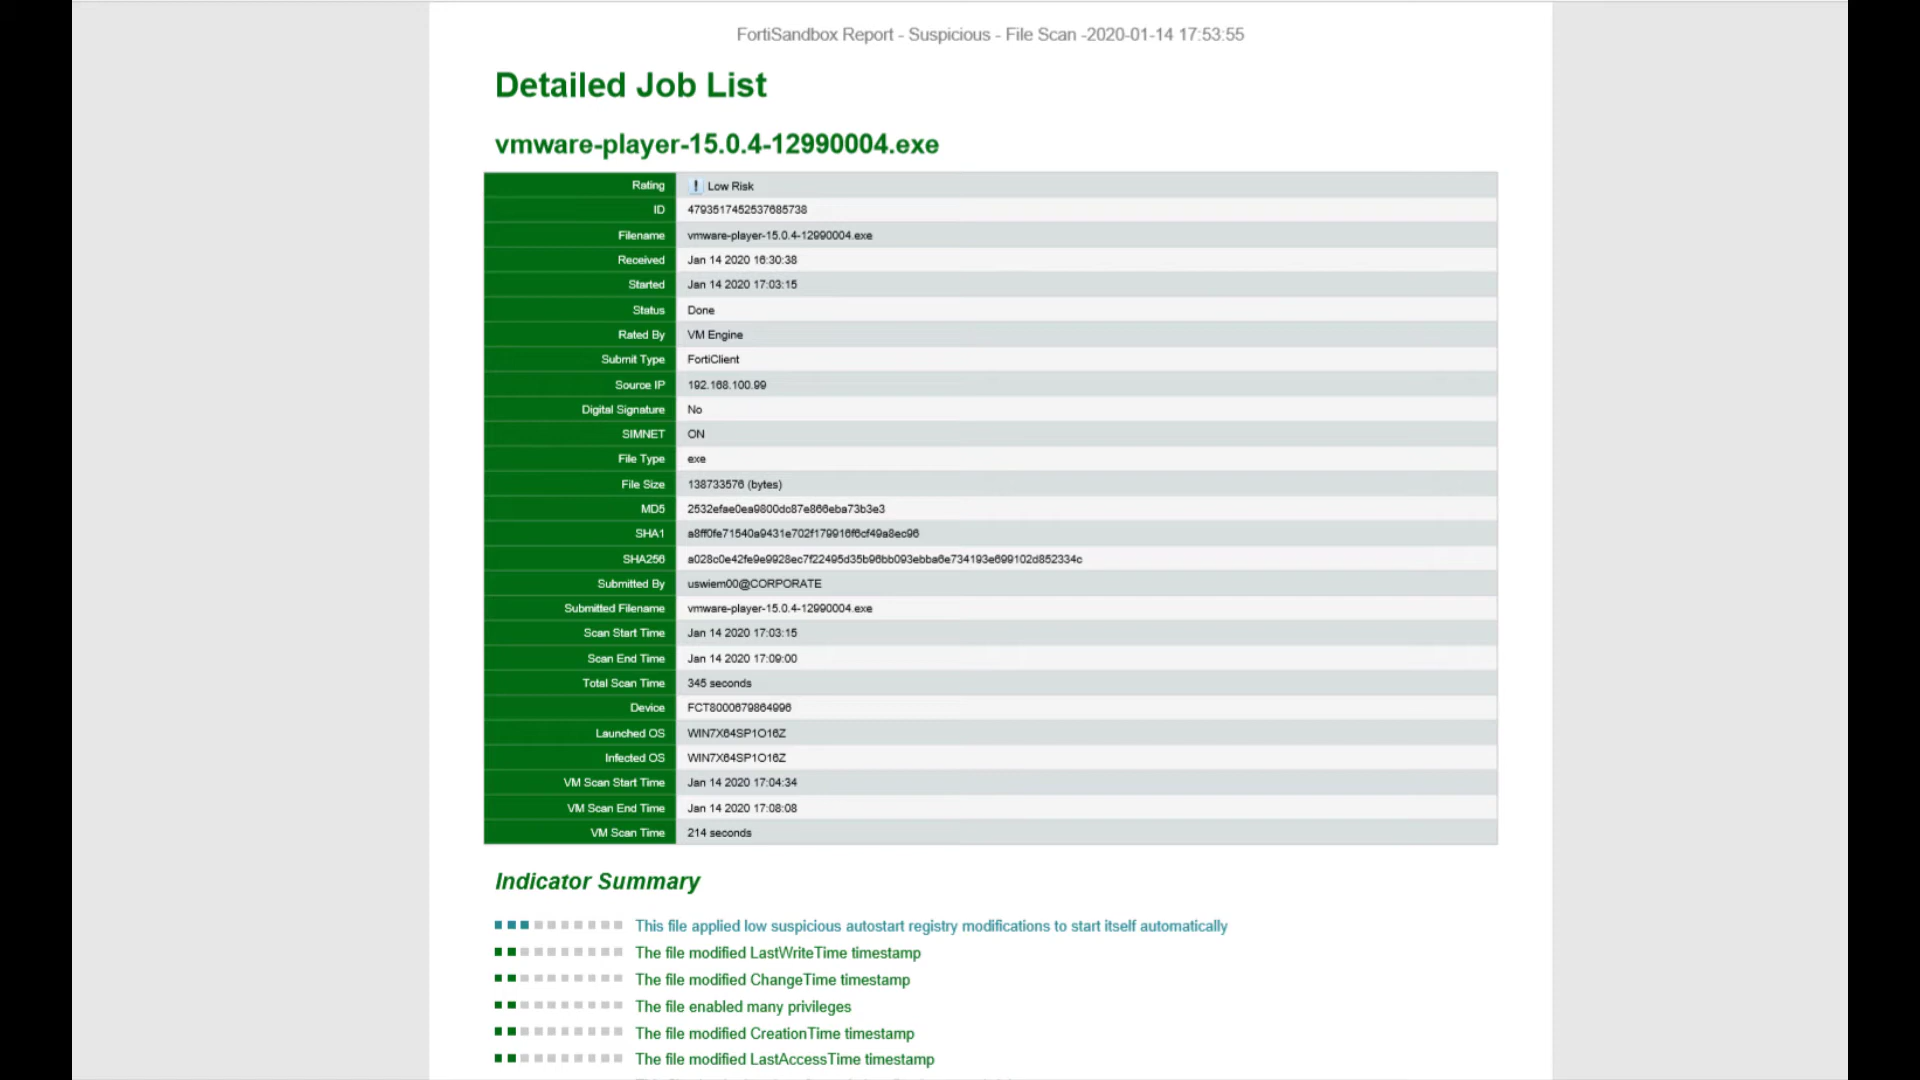 FortiSandbox Report - Suspicious - File Scan -2020-01-14 17:53:55
Detailed Job List
vmware-player-15.0.4-12990004.exe
Rating ! Low Risk
ID 4793517452537685738
Filename vmware-player-15.0.4-12990004.exe
Received Jan 14 2020 16:30:38
Started Jan 14 2020 17:03:15
Status Done
Rated By VM Engine
Submit Type FortiClient
Source IP 192.168.100.99
Digital Signature No
SIMNET ON
File Type exe
File Size 138733576 (bytes)
MD5 2532efae0ea9800dc87e866eba73b3e3
SHA1 a8ff0fe71540a9431e702f179916f6cf49a8ec96
SHA256 a028c0e42fe9e9928ec7f22495d35b96bb093ebba6e734193e699102d852334c
Submitted By uswiem00@CORPORATE
Submitted Filename vmware-player-15.0.4-12990004.exe
Scan Start Time Jan 14 2020 17:03:15
Scan End Time Jan 14 2020 17:09:00
Total Scan Time 345 seconds
Device FCT8000679864996
Launched OS WIN7X64SP1O16Z
Infected OS WIN7X64SP1O16Z
VM Scan Start Time Jan 14 2020 17:04:34
VM Scan End Time Jan 14 2020 17:08:08
VM Scan Time 214 seconds
Indicator Summary
This file applied low suspicious autostart registry modifications to start itself automatically
The file modified LastWriteTime timestamp
The file modified ChangeTime timestamp
The file enabled many privileges
The file modified CreationTime timestamp
The file modified LastAccessTime timestamp